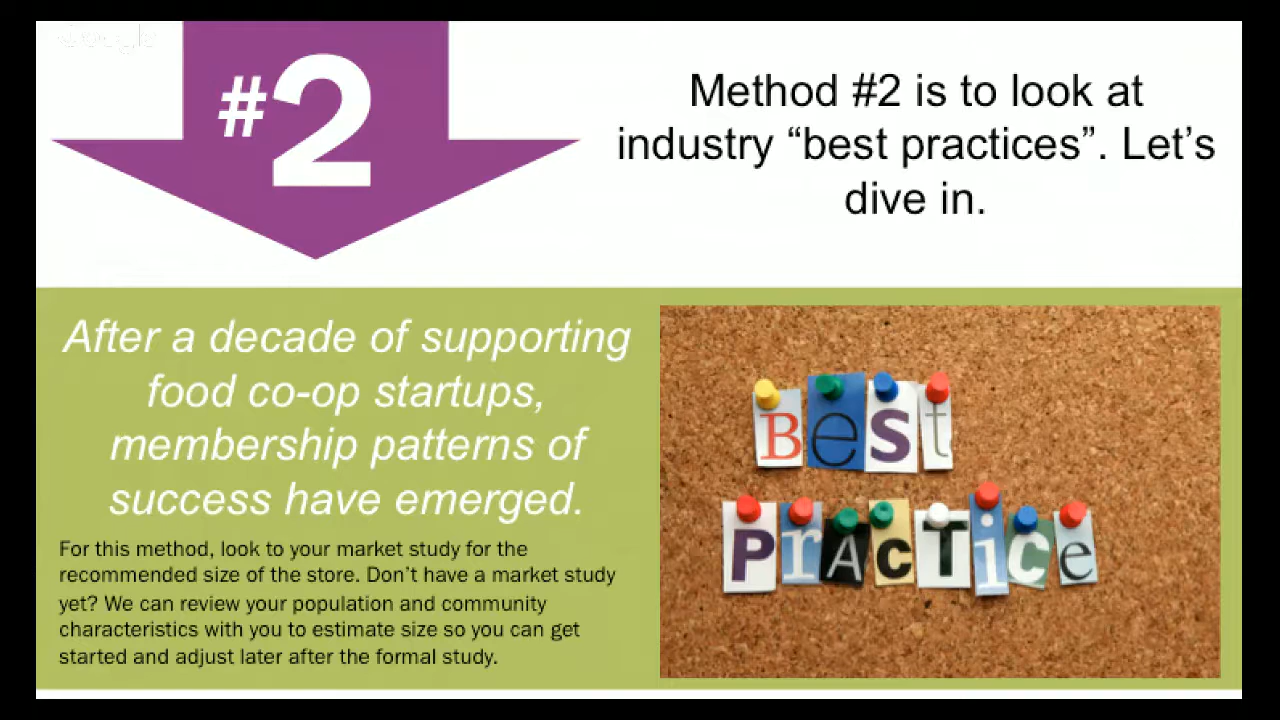 #2
Method #2 is to look at
industry “best practices”. Let’s
dive in.
After a decade of supporting
food co-op startups,
membership patterns of
success have emerged.
For this method, look to your market study for the
recommended size of the store. Don’t have a market study
yet? We can review your population and community
characteristics with you to estimate size so you can get
started and adjust later after the formal study.
BeSt
PrAcTice